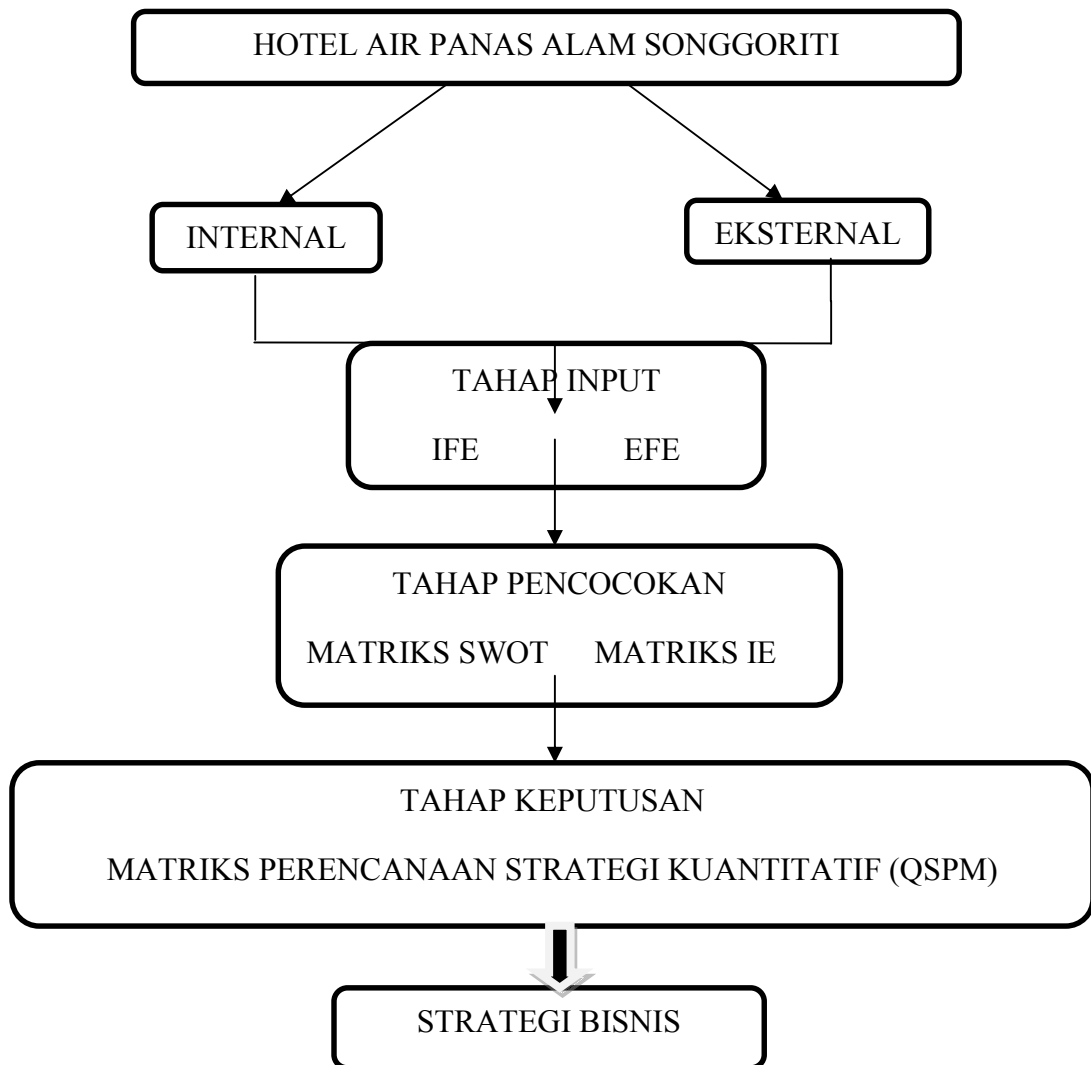 HOTEL AIR PANAS ALAM SONGGORITI
INTERNAL
EKSTERNAL
TAHAP INPUT
IFE EFE
TAHAP PENCOCOKAN
MATRIKS SWOT MATRIKS IE
TAHAP KEPUTUSAN
MATRIKS PERENCANAAN STRATEGI KUANTITATIF (QSPM)
STRATEGI BISNIS